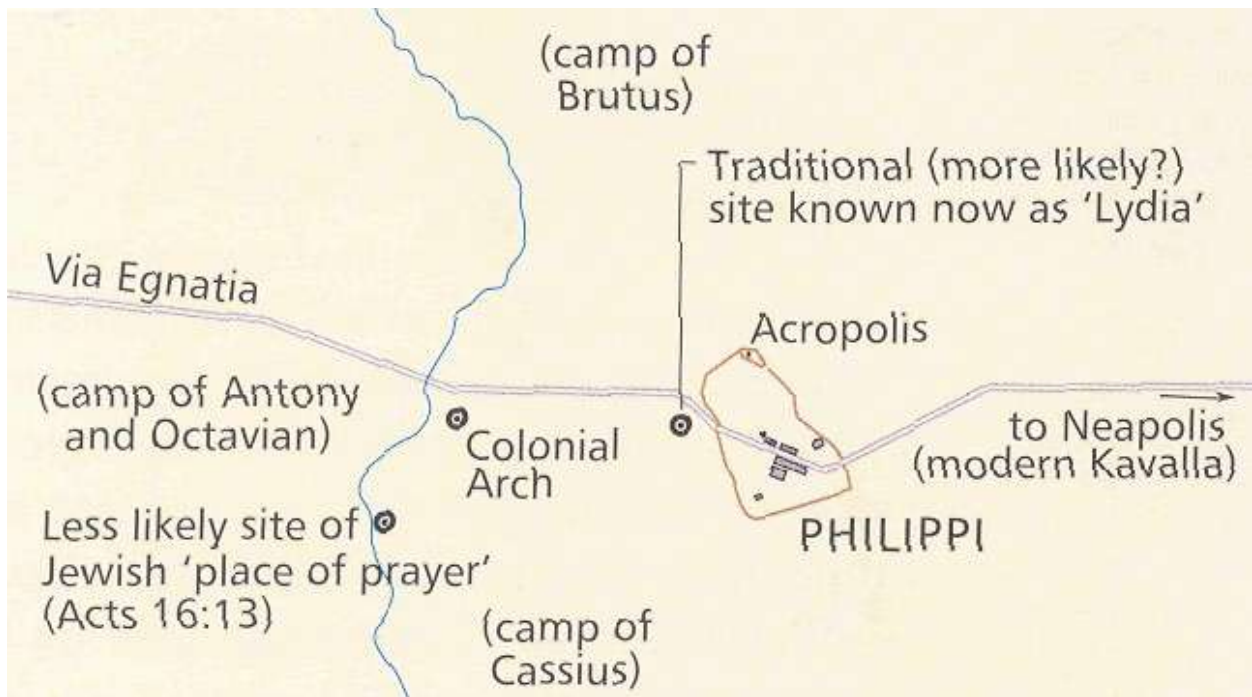 (camp of
Brutus)
Traditional (more likely?)
site known now as 'Lydia'
Via Egnatia
Acropolis
(camp of Antony
and Octavian)
Colonial
Arch
to Neapolis
(modern Kavalla)
Less likely site of
Jewish 'place of prayer'
(Acts 16:13)
PHILIPPI
(camp of
Cassius)